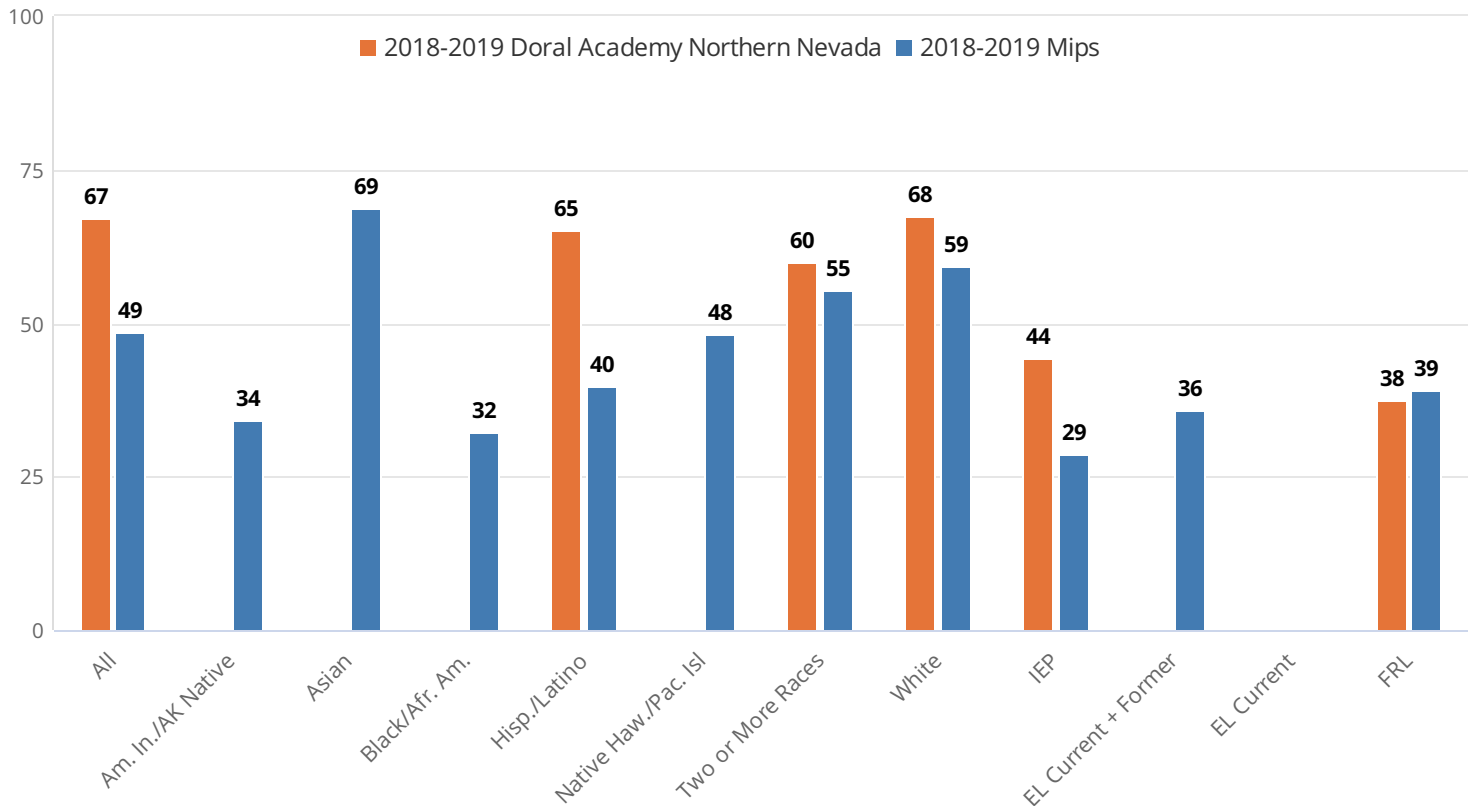 100
2018-2019 Doral Academy Northern Nevada 2018-2019 Mips
75
67
49
34
69
32
65
40
48
60
55
68
59
44
29
36
38
39
50
25
0
All
Am. In./AK Native
Asian
Black/Afr. Am.
Hisp./Latino
Native Haw./Pac. Isl
Two or More Races
White
IEP
EL Current + Former
EL Current
FRL